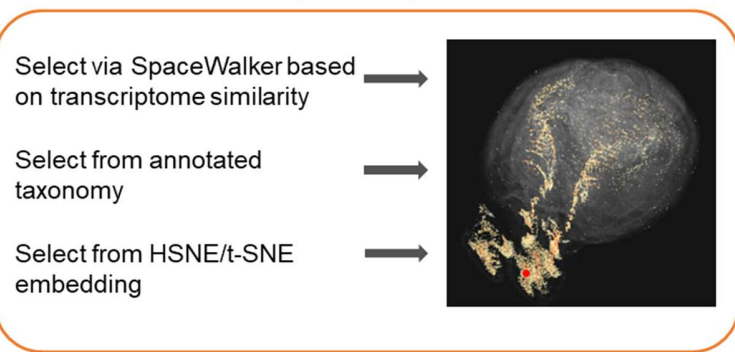 Select via SpaceWalker based
on transcriptome similarity
Select from annotated
taxonomy
Select from HSNE/t-SNE
embedding